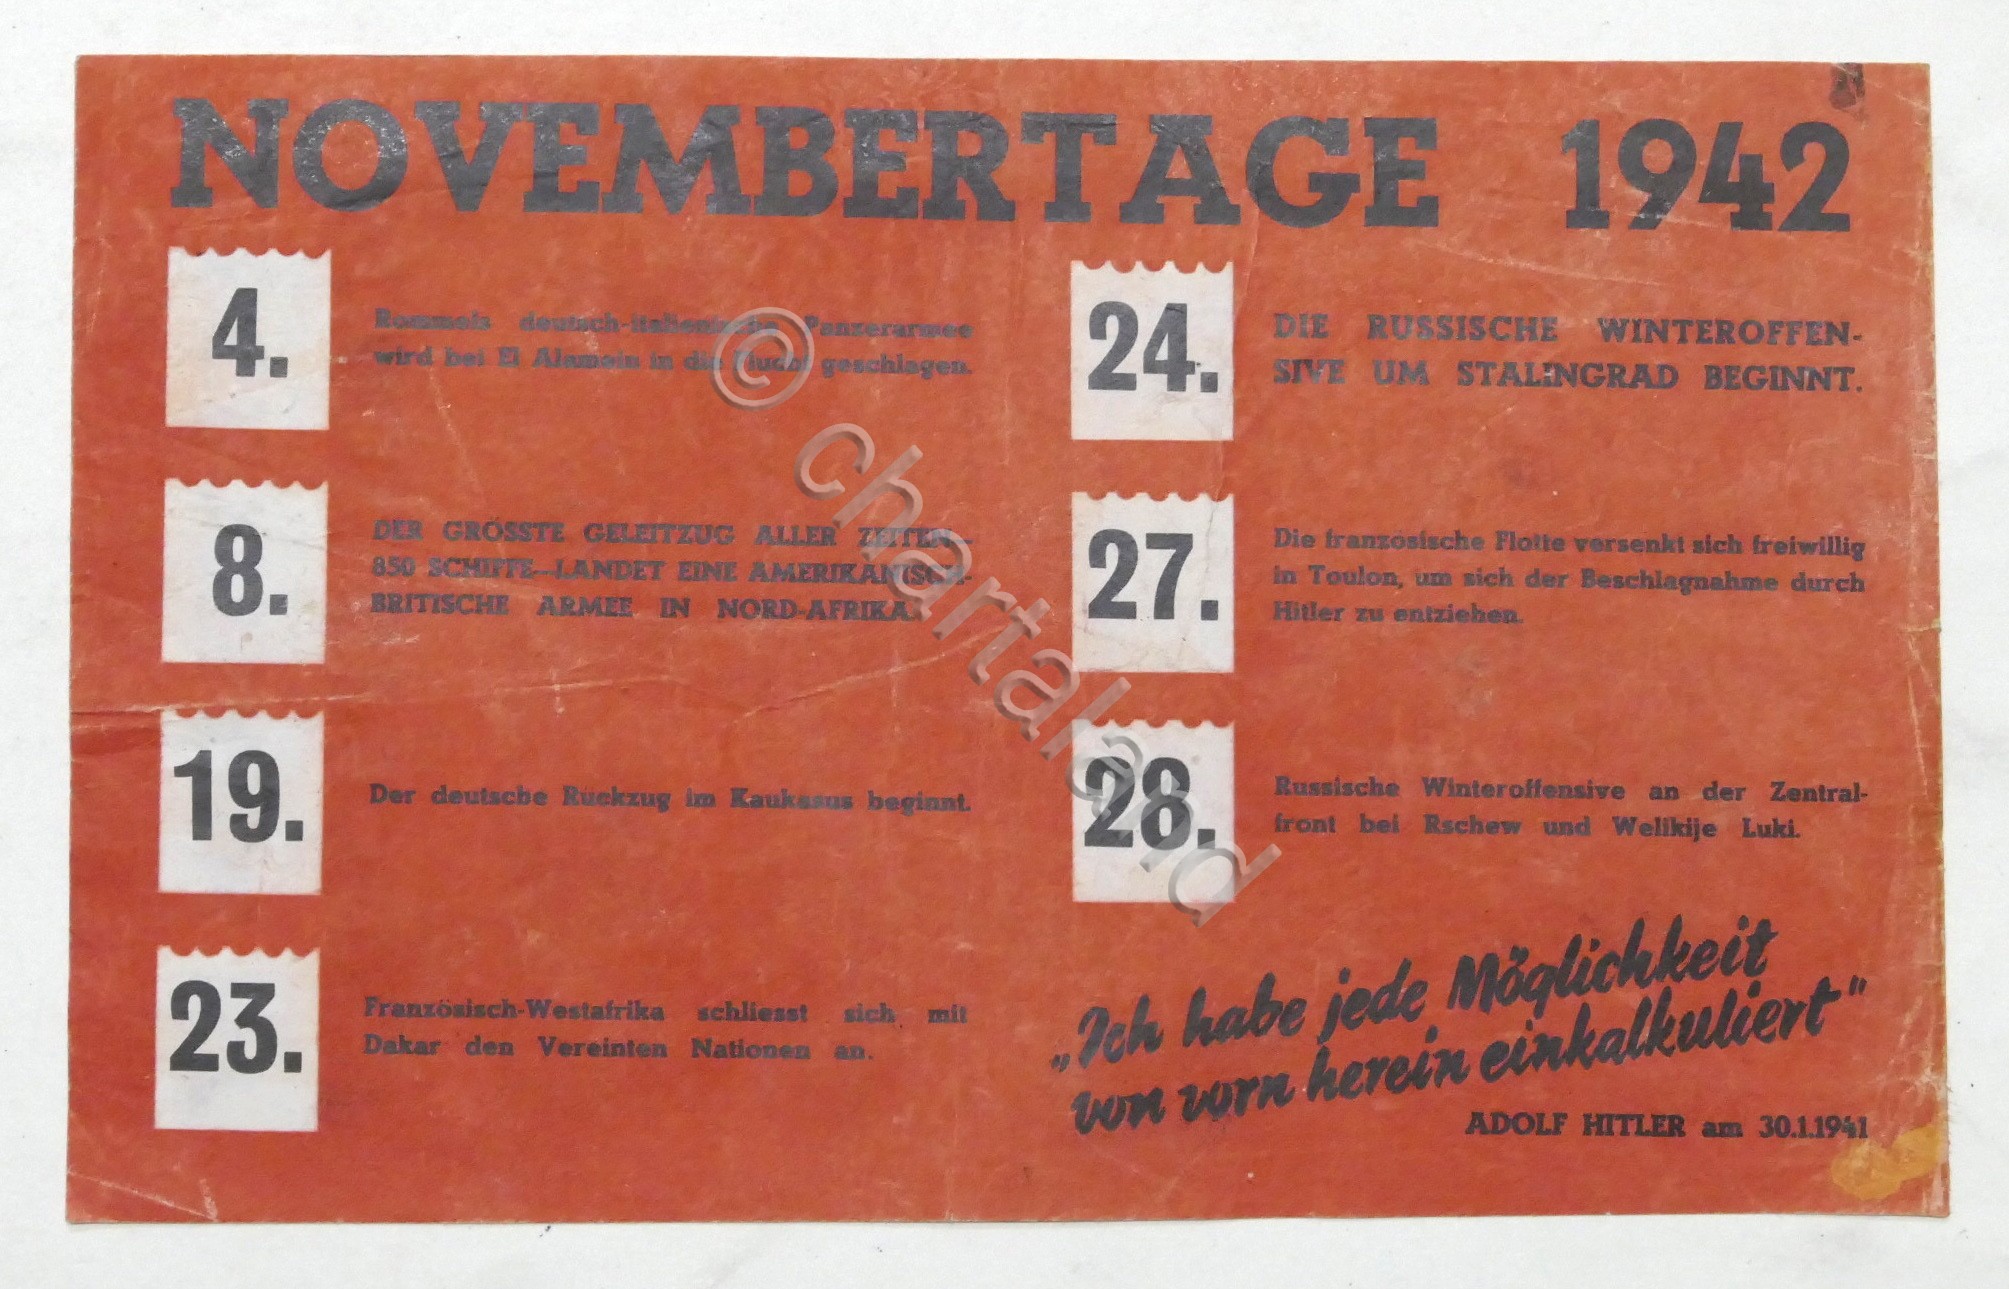 NOVEMBERTAGE 1942
4.
Rommels deutsch-italienische Panzerarmee
wird bei El Alamein in die Flucht geschlagen.
8.
DER GRÖSSTE GELEITZUG ALLER ZEITEN—
850 SCHIFFE—LANDET EINE AMERIKANISCH-
BRITISCHE ARMEE IN NORD-AFRIKA.
19.
Der deutsche Rückzug im Kaukasus beginnt.
23.
Französisch-Westafrika schliesst sich mit
Dakar den Vereinten Nationen an.
24.
DIE RUSSISCHE WINTEROFFEN-
SIVE UM STALINGRAD BEGINNT.
27.
Die französische Flotte versenkt sich freiwillig
in Toulon, um sich der Beschlagnahme durch
Hitler zu entziehen.
28.
Russische Winteroffensive an der Zentral-
front bei Rschew und Welikije Luki.
„Ich habe jede Möglichkeit
von vorn herein einkalkuliert"
ADOLF HITLER am 30.1.1941
© chartaland